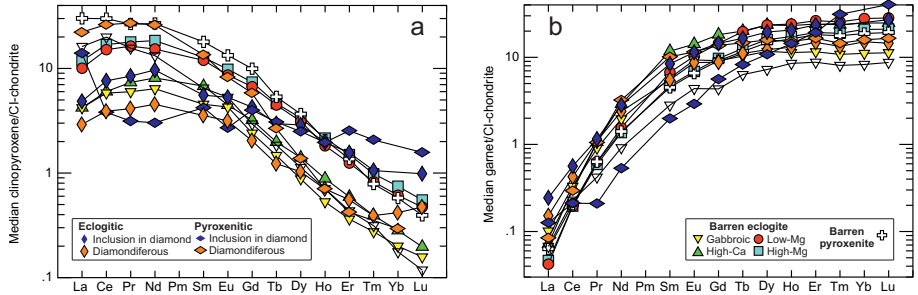 a
Median clinopyroxene/CI-chondrite
10
1
.1
Eclogitic
Inclusion in diamond
Diamondiferous
Pyroxenitic
Inclusion in diamond
Diamondiferous
La Ce Pr Nd Pm Sm Eu Gd Tb Dy Ho Er Tm Yb Lu
b
Median garnet/CI-chondrite
100
10
1
.1
Barren eclogite
Gabbroic
High-Ca
Low-Mg
High-Mg
Barren
pyroxenite
La Ce Pr Nd Pm Sm Eu Gd Tb Dy Ho Er Tm Yb Lu